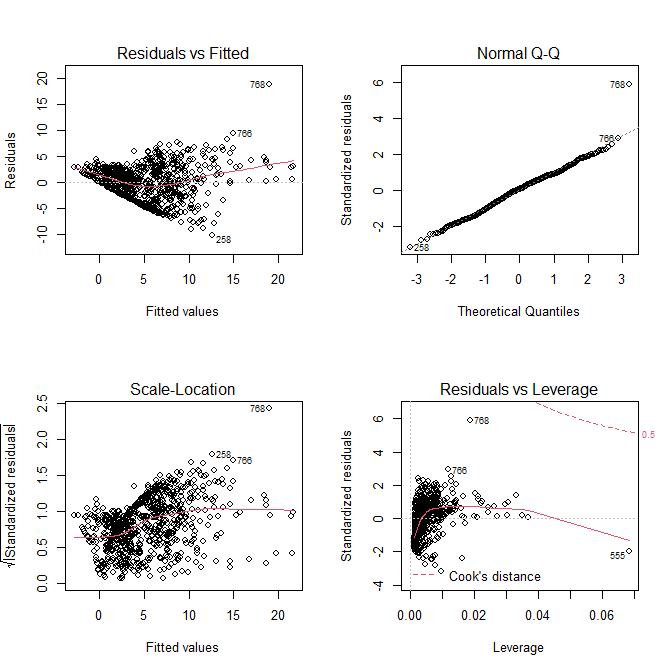 Residuals vs Fitted
Residuals
20
15
10
5
0
-5
-10
768
766
258
0 5 10 15 20
Fitted values
Normal Q-Q
Standardized residuals
6
4
2
0
-2
768
766
258
-3 -2 -1 0 1 2 3
Theoretical Quantiles
Scale-Location
√|Standardized residuals|
2.5
2.0
1.5
1.0
0.5
0.0
768
258
766
0 5 10 15 20
Fitted values
Residuals vs Leverage
Standardized residuals
6
4
2
0
-2
-4
768
766
555
0.5
Cook's distance
0.00 0.02 0.04 0.06
Leverage